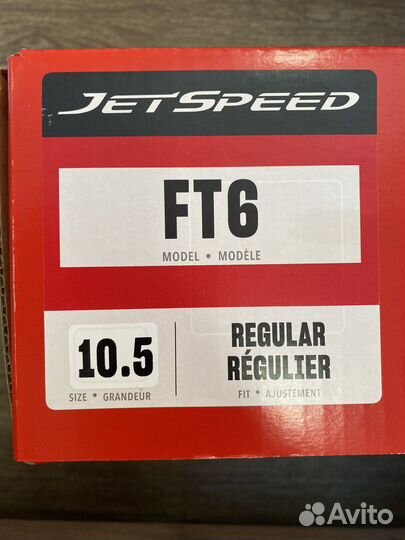 JETSPEED
FT6
MODEL • MODÈLE
10.5
SIZE • GRANDEUR
REGULAR
RÉGULIER
FIT • AJUSTEMENT
Avito